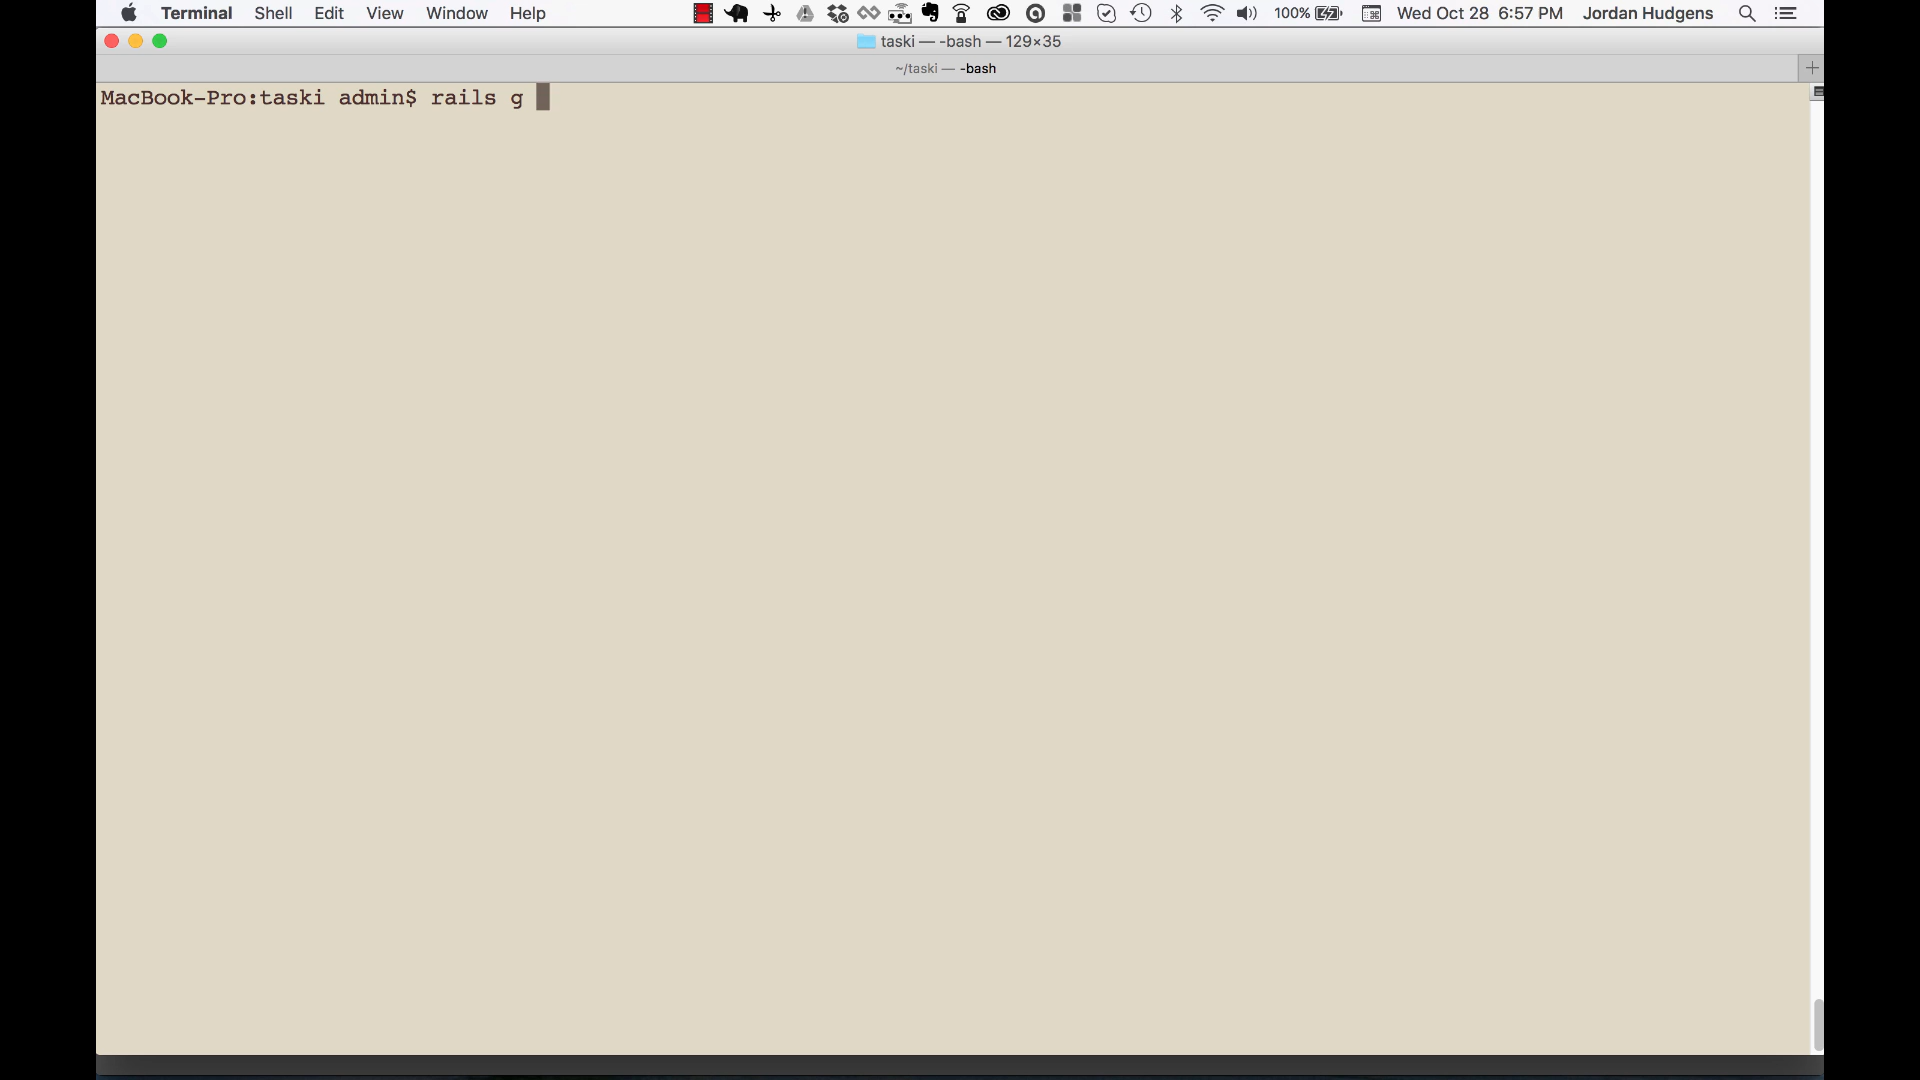 Terminal Shell Edit View Window Help 100% Wed Oct 28 6:57 PM Jordan Hudgens
taski — -bash — 129×35
~/taski — -bash
MacBook-Pro:taski admin$ rails g